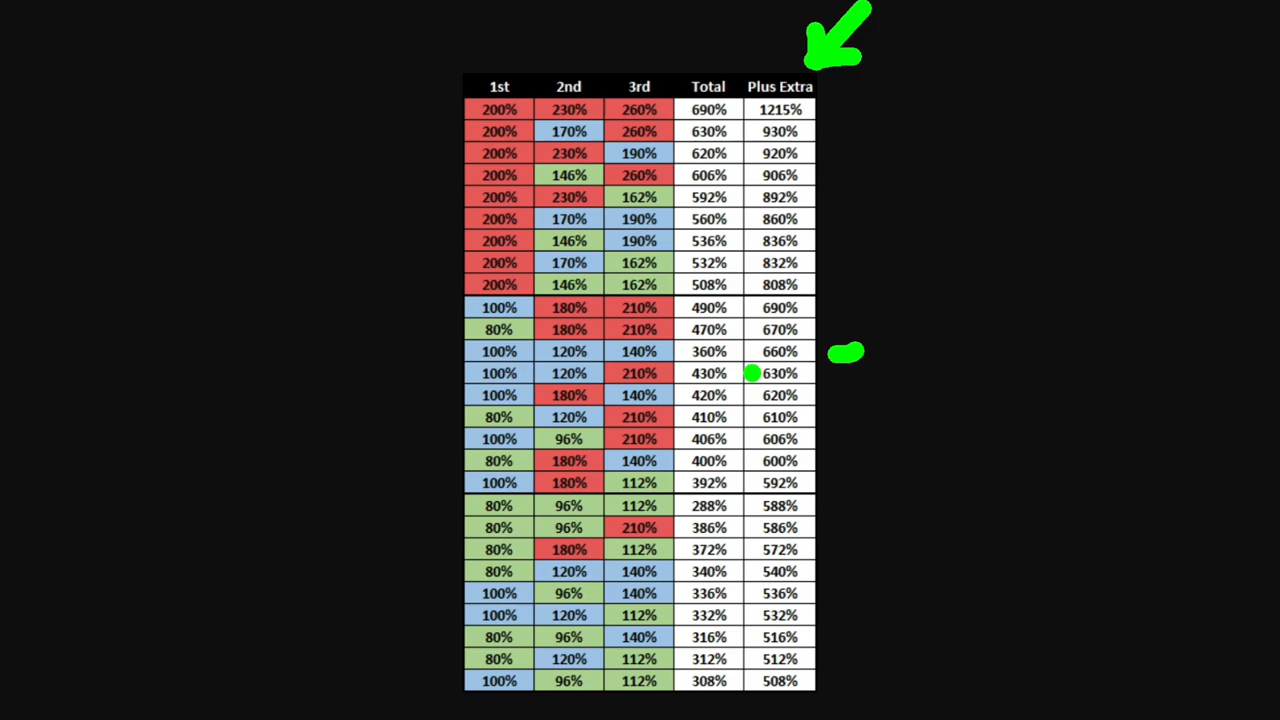 1st 2nd 3rd Total Plus Extra
200% 230% 260% 690% 1215%
200% 170% 260% 630% 930%
200% 230% 190% 620% 920%
200% 146% 260% 606% 906%
200% 230% 162% 592% 892%
200% 170% 190% 560% 860%
200% 146% 190% 536% 836%
200% 170% 162% 532% 832%
200% 146% 162% 508% 808%
100% 180% 210% 490% 690%
80% 180% 210% 470% 670%
100% 120% 140% 360% 660%
100% 120% 210% 430% 630%
100% 180% 140% 420% 620%
80% 120% 210% 410% 610%
100% 96% 210% 406% 606%
80% 180% 140% 400% 600%
100% 180% 112% 392% 592%
80% 96% 112% 288% 588%
80% 96% 210% 386% 586%
80% 180% 112% 372% 572%
80% 120% 140% 340% 540%
100% 96% 140% 336% 536%
100% 120% 112% 332% 532%
80% 96% 140% 316% 516%
80% 120% 112% 312% 512%
100% 96% 112% 308% 508%